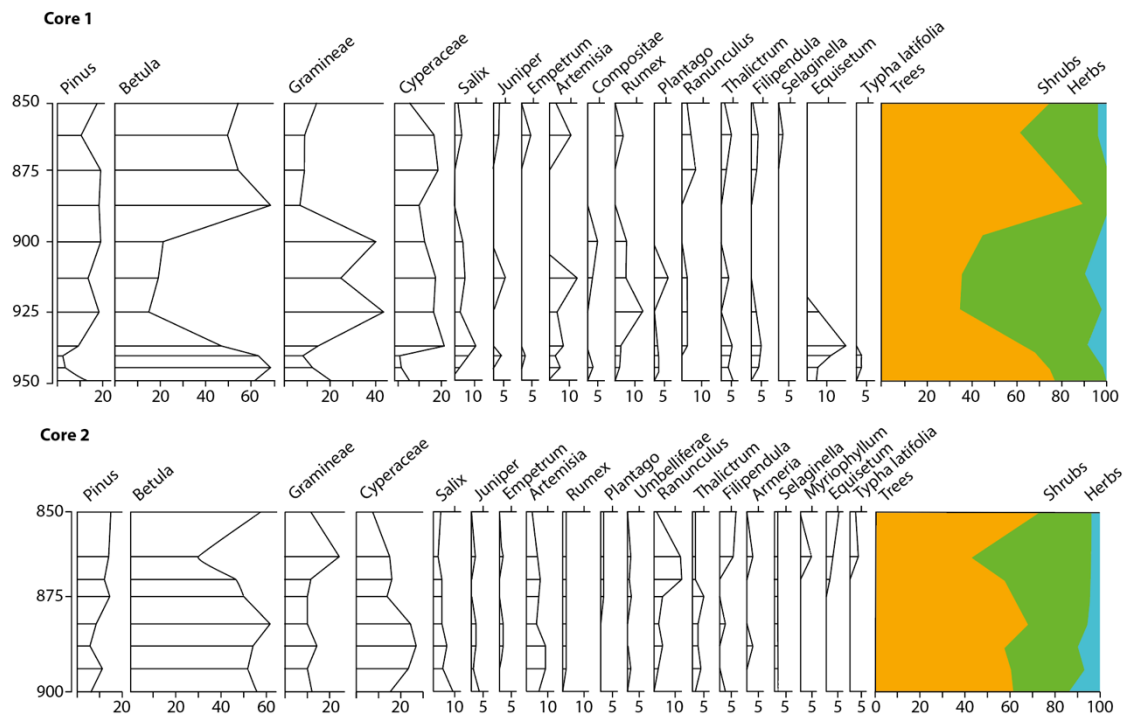 Core 1
Pinus Betula Gramineae Cyperaceae Salix Juniper Empetrum Artemisia Compositae Rumex Plantago Ranunculus Thalictrum Filipendula Selaginella Equisetum Typha latifolia Trees Shrubs Herbs
850
875
900
925
950
20 20 40 60 20 40 20 10 5 5 10 5 10 5 10 5 5 5 10 5 0 20 40 60 80 100
Core 2
Pinus Betula Gramineae Cyperaceae Salix Juniper Empetrum Artemisia Rumex Plantago Umbelliferae Ranunculus Thalictrum Filipendula Armeria Selaginella Myriophyllum Equisetum Typha latifolia Trees Shrubs Herbs
850
875
900
20 20 40 60 20 20 10 5 5 10 5 5 5 10 5 5 5 5 5 5 5 0 20 40 60 80 100